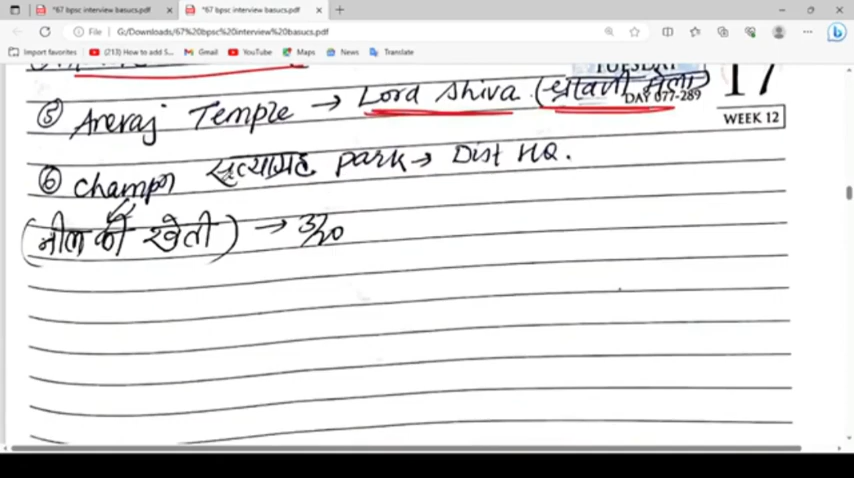 *67 bpsc interview basucs.pdf
*67 bpsc interview basucs.pdf
File | G:/Downloads/67%20bpsc%20interview%20basucs.pdf
Import favorites
(213) How to add S...
Gmail
YouTube
Maps
News
Translate
TUESDAY 17
DAY 077-289
WEEK 12
⑤ Areraj Temple → Lord Shiva (श्रावणी मेला)
⑥ Champa सत्याग्रह park → Dist HQ.
(नील की खेती) → 3/20